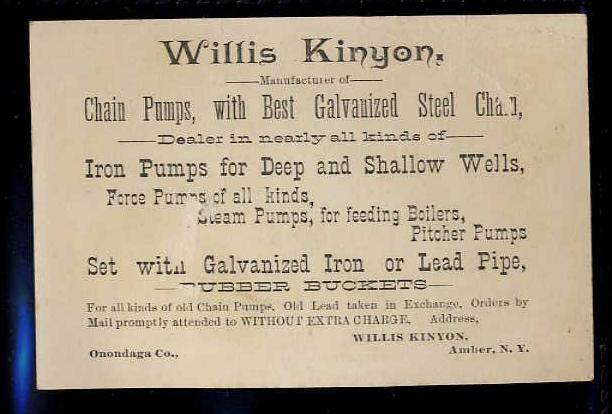 Willis Kinyon,
Manufacturer of
Chain Pumps, with Best Galvanized Steel Chain,
Dealer in nearly all kinds of
Iron Pumps for Deep and Shallow Wells,
Force Pumps of all kinds,
Steam Pumps, for feeding Boilers,
Pitcher Pumps
Set with Galvanized Iron or Lead Pipe,
RUBBER BUCKETS
For all kinds of old Chain Pumps. Old Lead taken in Exchange. Orders by
Mail promptly attended to WITHOUT EXTRA CHARGE. Address,
WILLIS KINYON,
Onondaga Co., Amber, N. Y.